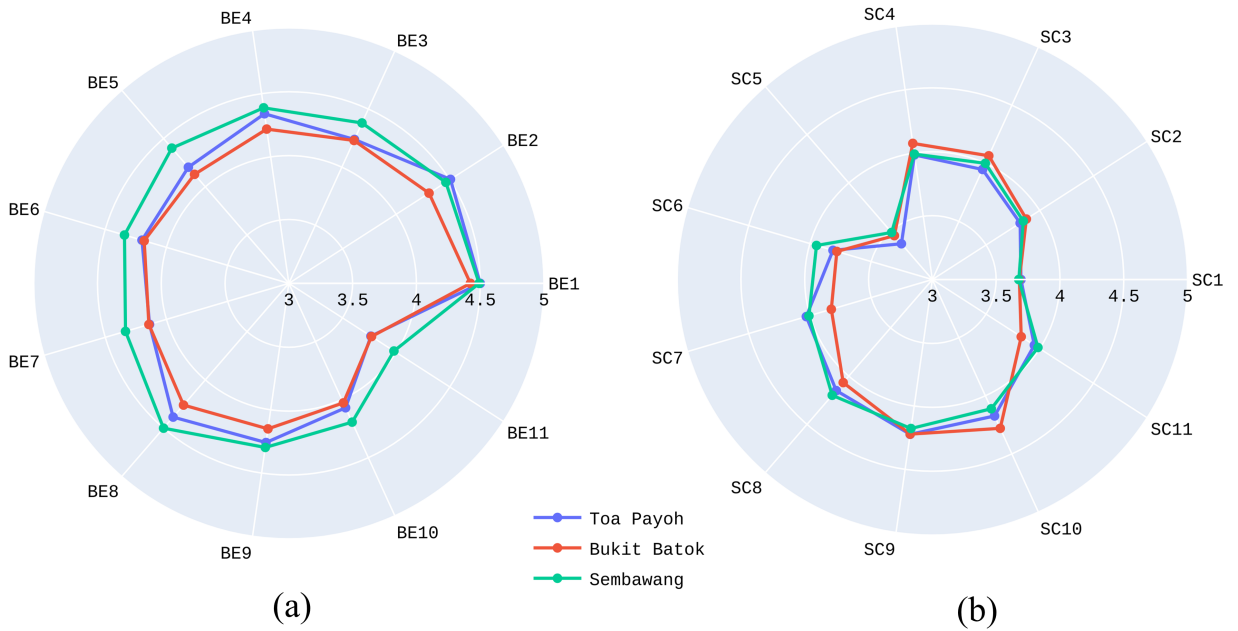 BE4
BE3
BE5
BE2
BE6
BE1
3 3.5 4 4.5 5
BE7
BE11
BE8
BE10
BE9
(a)
SC4
SC3
SC5
SC2
SC6
SC1
3 3.5 4 4.5 5
SC7
SC11
SC8
SC10
SC9
(b)
Toa Payoh
Bukit Batok
Sembawang